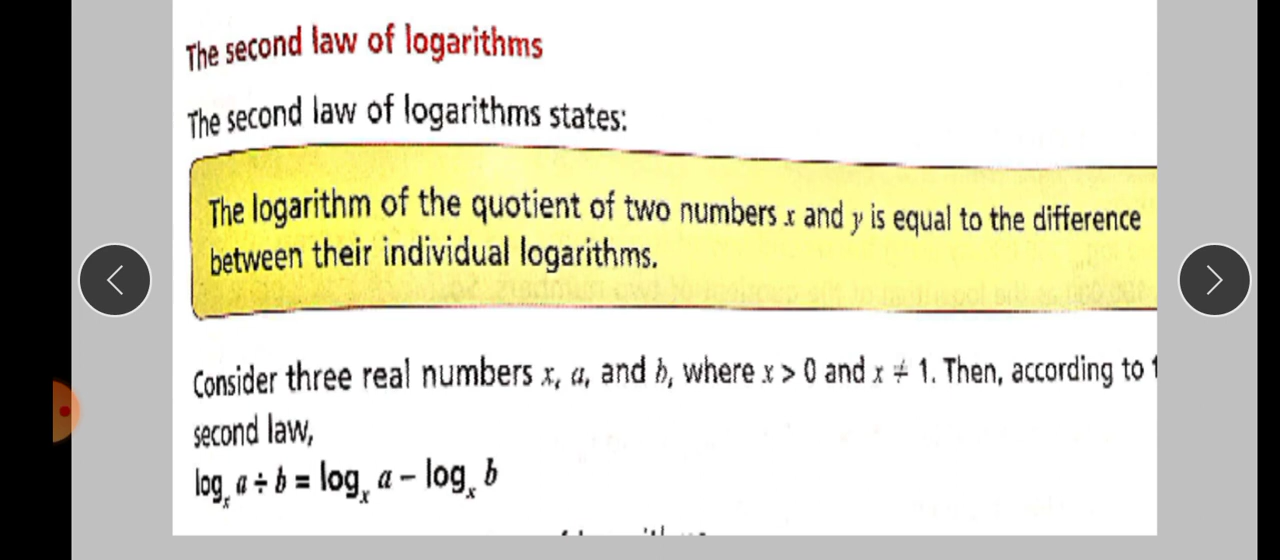 The second law of logarithms
The second law of logarithms states:
The logarithm of the quotient of two numbers x and y is equal to the difference
between their individual logarithms.
Consider three real numbers x, a, and b, where x > 0 and x ≠ 1. Then, according to
second law,
logₓ a ÷ b = logₓ a − logₓ b